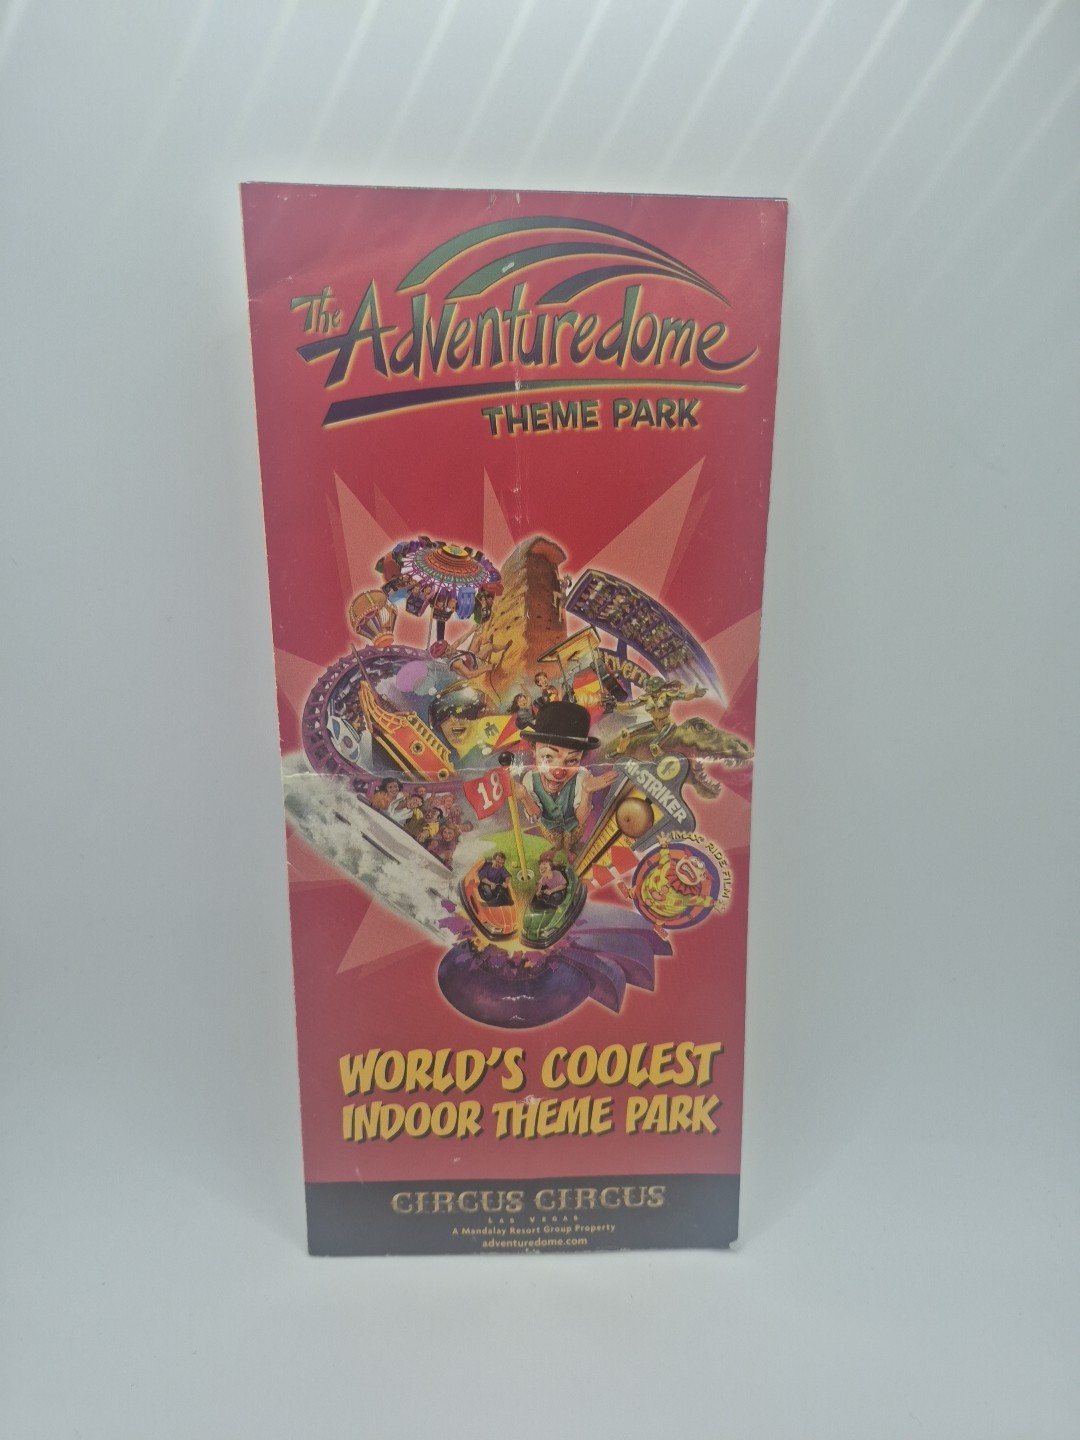 The Adventuredome
THEME PARK
18
HI-STRIKER
IMAX® RIDE FILM
WORLD'S COOLEST
INDOOR THEME PARK
CIRCUS CIRCUS
LAS VEGAS
A Mandalay Resort Group Property
adventuredome.com